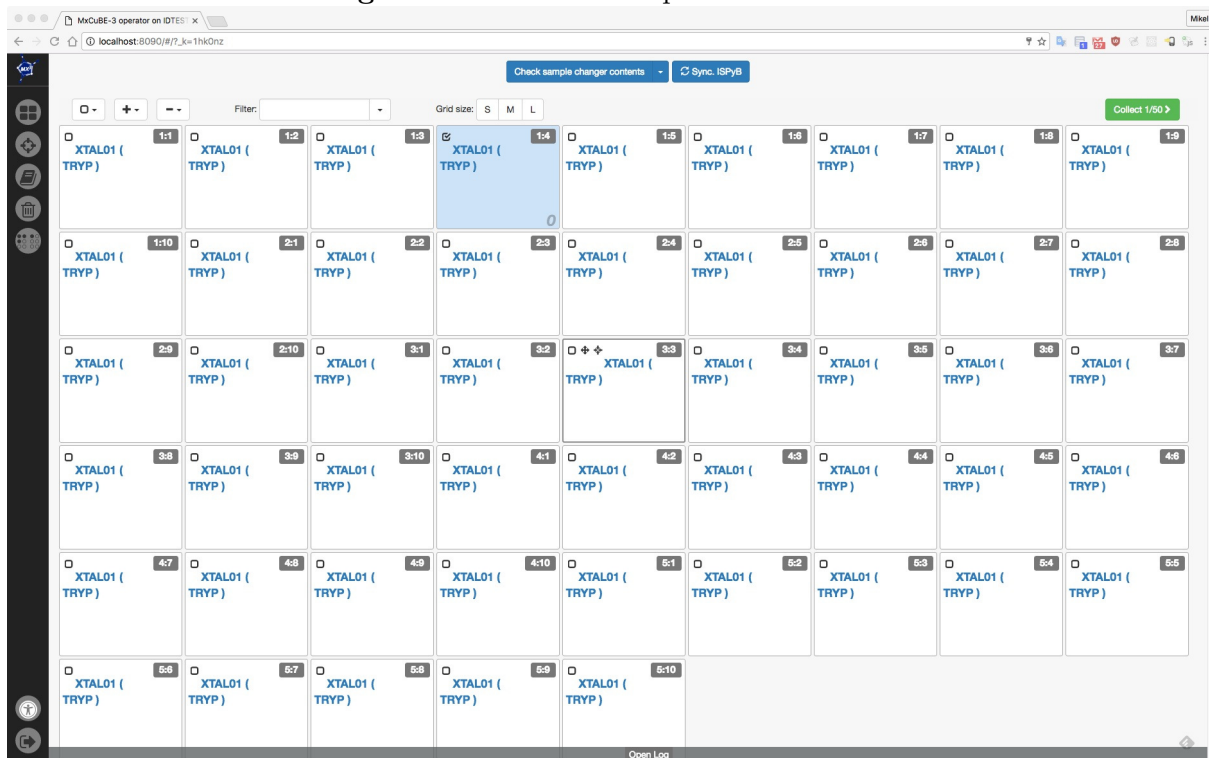 MxCuBE-3 operator on IDTES
Mikel
localhost:8090/#/?_k=1hk0nz
Check sample changer contents Sync. ISPyB
Filter: Grid size: S M L Collect 1/50
1:1 1:2 1:3 1:4 1:5 1:6 1:7 1:8 1:9
XTAL01 ( XTAL01 ( XTAL01 ( XTAL01 ( XTAL01 ( XTAL01 ( XTAL01 ( XTAL01 ( XTAL01 (
TRYP ) TRYP ) TRYP ) TRYP ) TRYP ) TRYP ) TRYP ) TRYP ) TRYP )
0
1:10 2:1 2:2 2:3 2:4 2:5 2:6 2:7 2:8
XTAL01 ( XTAL01 ( XTAL01 ( XTAL01 ( XTAL01 ( XTAL01 ( XTAL01 ( XTAL01 ( XTAL01 (
TRYP ) TRYP ) TRYP ) TRYP ) TRYP ) TRYP ) TRYP ) TRYP ) TRYP )
2:9 2:10 3:1 3:2 3:3 3:4 3:5 3:6 3:7
XTAL01 ( XTAL01 ( XTAL01 ( XTAL01 ( XTAL01 ( XTAL01 ( XTAL01 ( XTAL01 ( XTAL01 (
TRYP ) TRYP ) TRYP ) TRYP ) TRYP ) TRYP ) TRYP ) TRYP ) TRYP )
3:8 3:9 3:10 4:1 4:2 4:3 4:4 4:5 4:6
XTAL01 ( XTAL01 ( XTAL01 ( XTAL01 ( XTAL01 ( XTAL01 ( XTAL01 ( XTAL01 ( XTAL01 (
TRYP ) TRYP ) TRYP ) TRYP ) TRYP ) TRYP ) TRYP ) TRYP ) TRYP )
4:7 4:8 4:9 4:10 5:1 5:2 5:3 5:4 5:5
XTAL01 ( XTAL01 ( XTAL01 ( XTAL01 ( XTAL01 ( XTAL01 ( XTAL01 ( XTAL01 ( XTAL01 (
TRYP ) TRYP ) TRYP ) TRYP ) TRYP ) TRYP ) TRYP ) TRYP ) TRYP )
5:6 5:7 5:8 5:9 5:10
XTAL01 ( XTAL01 ( XTAL01 ( XTAL01 ( XTAL01 (
TRYP ) TRYP ) TRYP ) TRYP ) TRYP )
Open Log